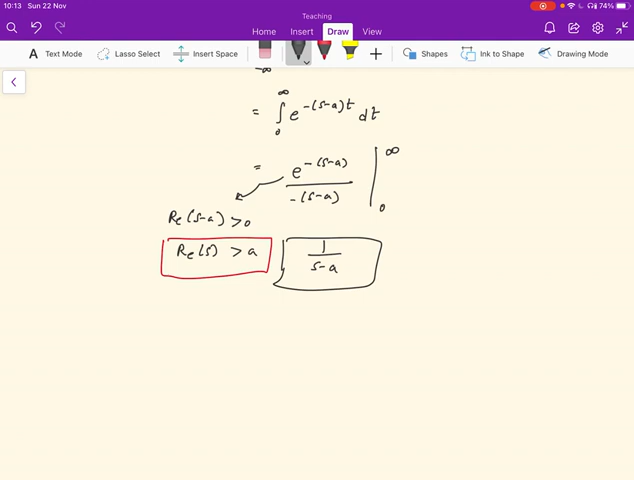 10:13 Sun 22 Nov 74%
Teaching
Home Insert Draw View
A Text Mode Lasso Select Insert Space Shapes Ink to Shape Drawing Mode
-∞
= ∫₀^∞ e^{-(s-a)t} dt
= e^{-(s-a)} / -(s-a) |₀^∞
Re(s-a) > 0
Re(s) > a 1/(s-a)